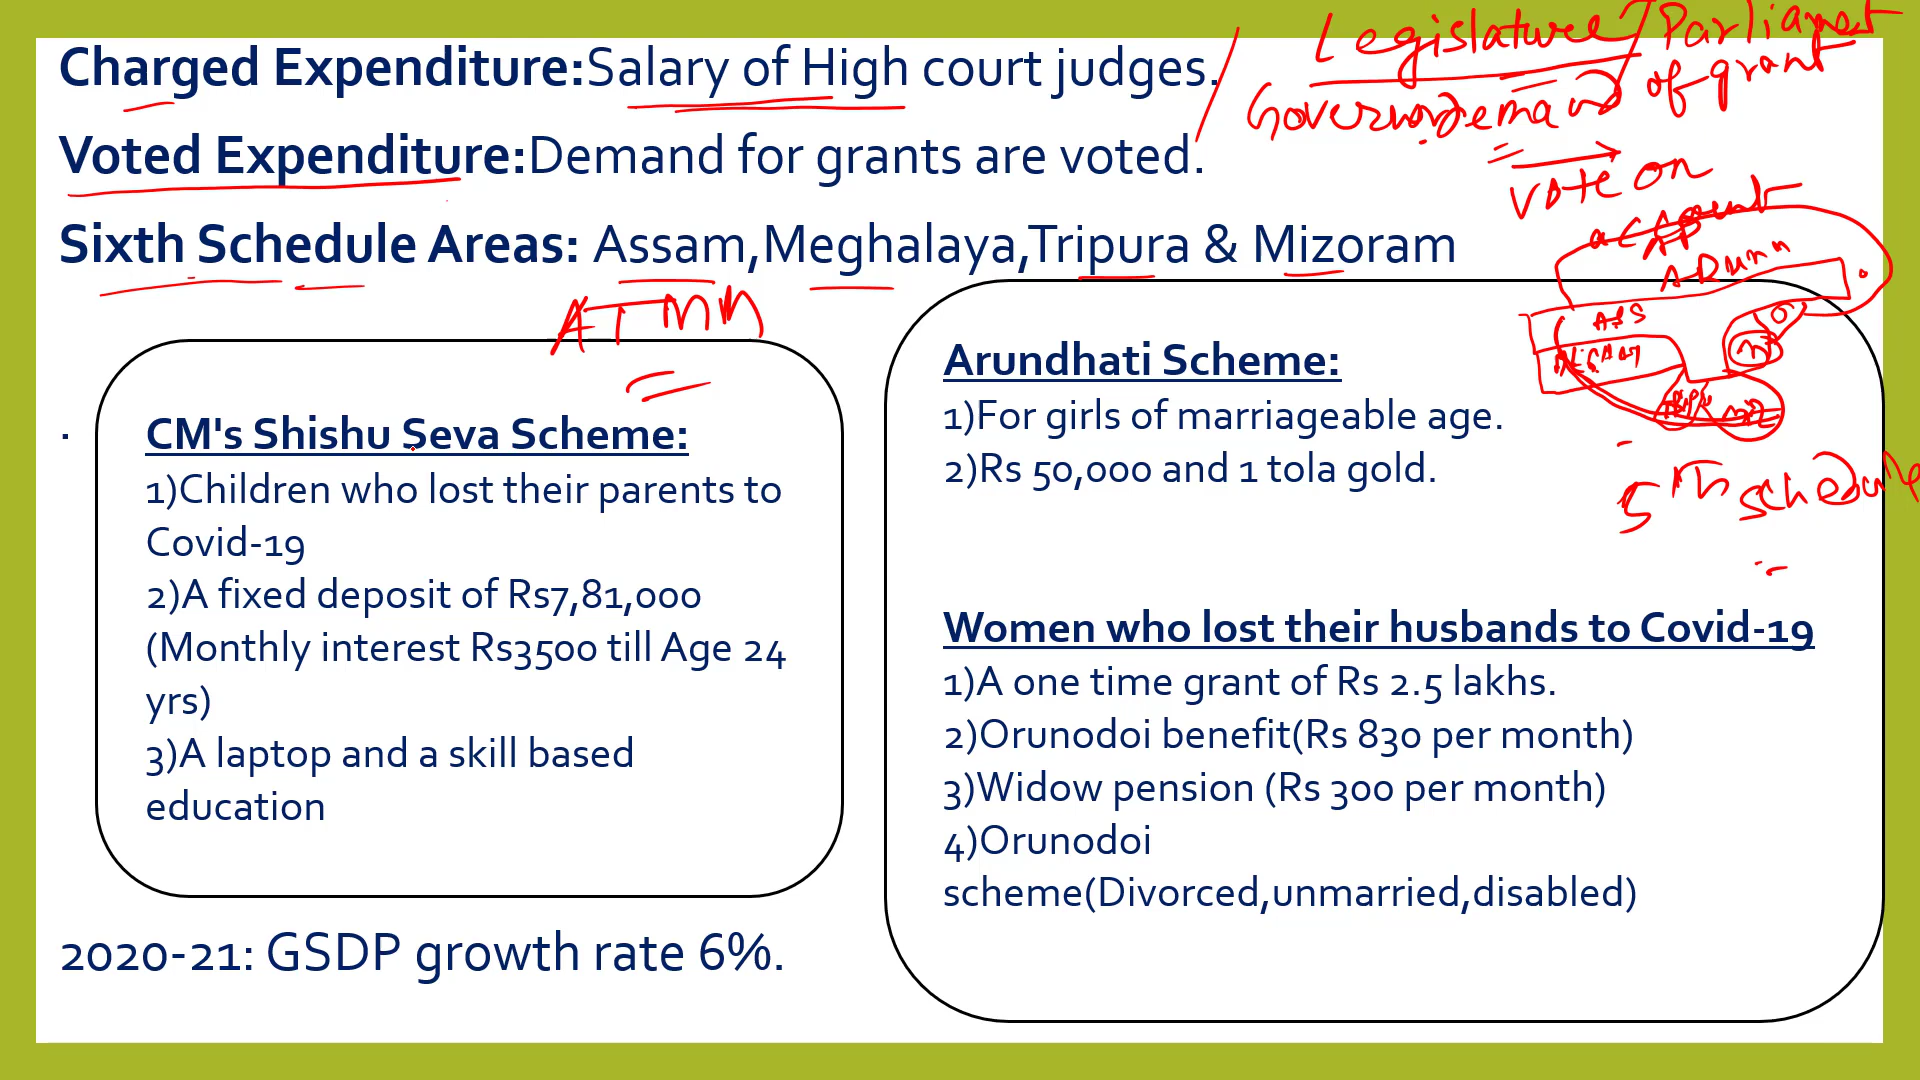 Charged Expenditure:Salary of High court judges.
Legislature / Parliament
Governor demand of grant
Voted Expenditure:Demand for grants are voted.
vote on
account
Sixth Schedule Areas: Assam,Meghalaya,Tripura & Mizoram
ATMM
CM's Shishu Seva Scheme:
1)Children who lost their parents to
Covid-19
2)A fixed deposit of Rs7,81,000
(Monthly interest Rs3500 till Age 24
yrs)
3)A laptop and a skill based
education
Arundhati Scheme:
1)For girls of marriageable age.
2)Rs 50,000 and 1 tola gold.
5th schedule
Women who lost their husbands to Covid-19
1)A one time grant of Rs 2.5 lakhs.
2)Orunodoi benefit(Rs 830 per month)
3)Widow pension (Rs 300 per month)
4)Orunodoi
scheme(Divorced,unmarried,disabled)
2020-21: GSDP growth rate 6%.